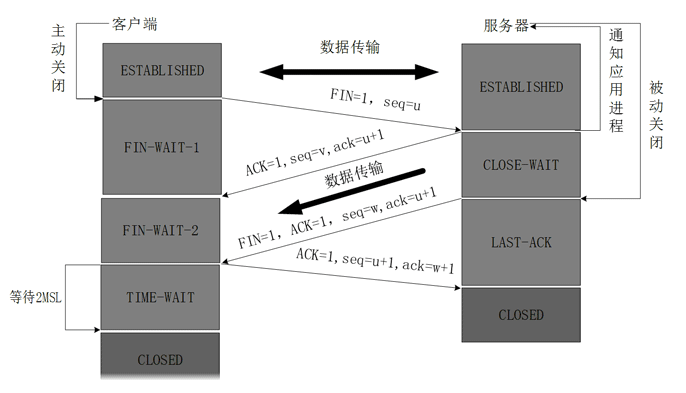 主动关闭
客户端
数据传输
服务器
通知应用进程
被动关闭
ESTABLISHED
ESTABLISHED
FIN=1, seq=u
FIN-WAIT-1
ACK=1,seq=v,ack=u+1
CLOSE-WAIT
数据传输
FIN-WAIT-2
FIN=1, ACK=1, seq=w,ack=u+1
LAST-ACK
ACK=1,seq=u+1,ack=w+1
等待2MSL
TIME-WAIT
CLOSED
CLOSED